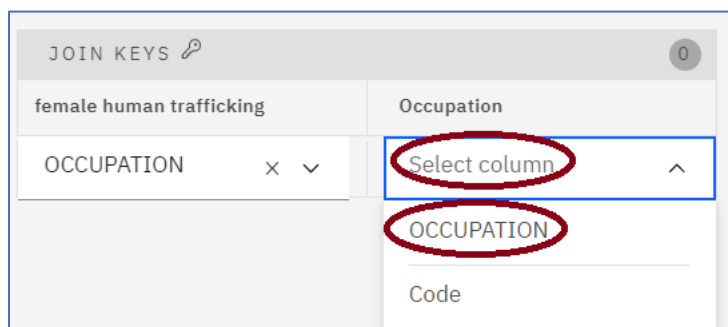 JOIN KEYS 0
female human trafficking Occupation
OCCUPATION Select column
OCCUPATION
Code